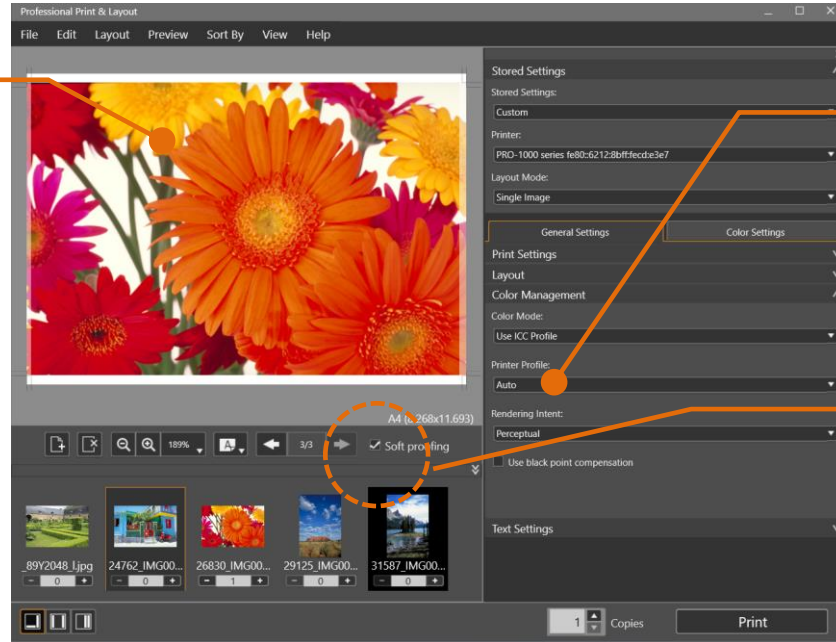 Professional Print & Layout
File Edit Layout Preview Sort By View Help
Stored Settings
Stored Settings:
Custom
Printer:
PRO-1000 series fe80::6212:8bff:fecd:e3e7
Layout Mode:
Single Image
General Settings Color Settings
Print Settings
Layout
Color Management
Color Mode:
Use ICC Profile
Printer Profile:
Auto
Rendering Intent:
Perceptual
Use black point compensation
Text Settings
A4 (8.268x11.693)
189% A 3/3 Soft proofing
_89Y2048_l.jpg 24762_IMG00... 26830_IMG00... 29125_IMG00... 31587_IMG00...
- 0 + - 0 + - 1 + - 0 + - 0 +
1 Copies Print